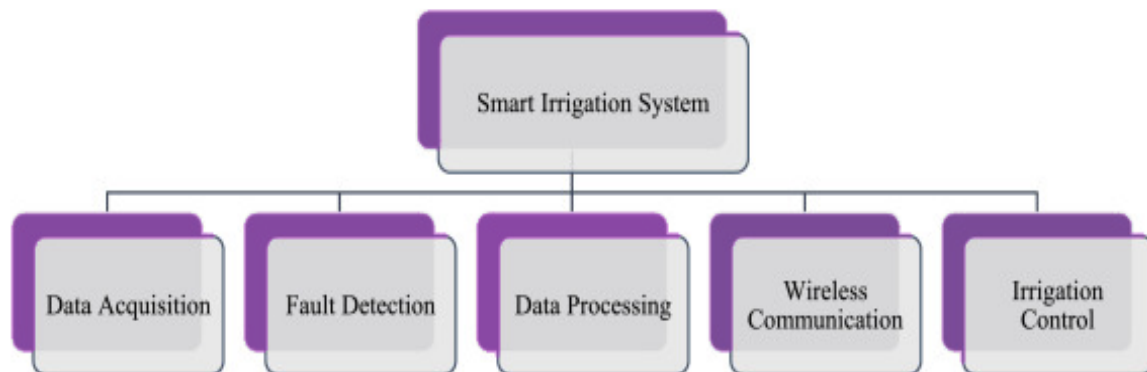 Smart Irrigation System
Data Acquisition
Fault Detection
Data Processing
Wireless
Communication
Irrigation
Control